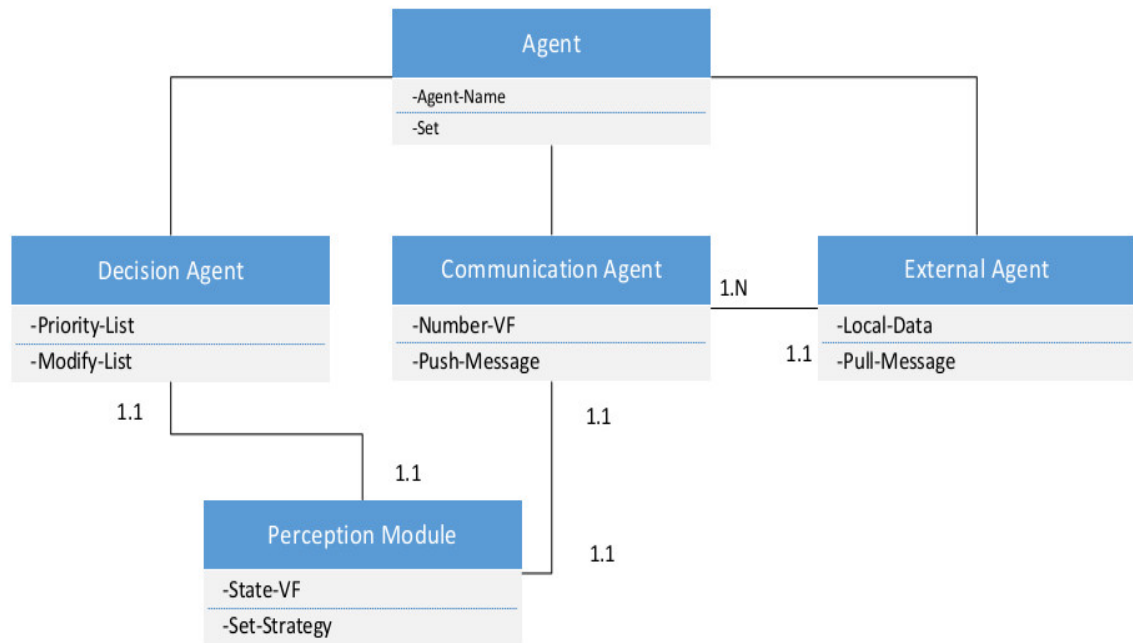 Agent
-Agent-Name
-Set
Decision Agent
-Priority-List
-Modify-List
Communication Agent
-Number-VF
-Push-Message
External Agent
-Local-Data
-Pull-Message
1.N
1.1
1.1
1.1
1.1
1.1
Perception Module
-State-VF
-Set-Strategy